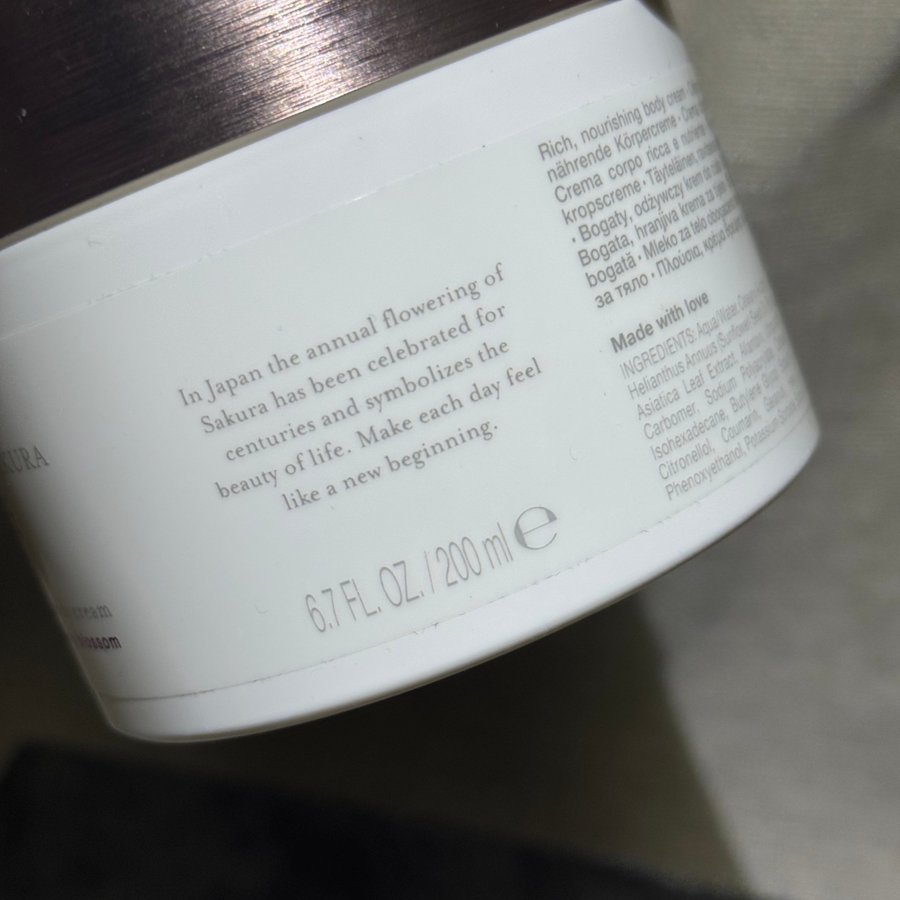 In Japan the annual flowering of
Sakura has been celebrated for
centuries and symbolizes the
beauty of life. Make each day feel
like a new beginning.
6.7 FL. OZ. / 200 ml ℮
Rich, nourishing body cream
nährende Körpercreme ·
Crema corpo ricca e
kropscreme · Täyteläinen,
· Bogaty, odżywczy krem do
Bogata, hranjiva krema za
bogată · Mleko za telo
за тяло · Πλούσια, κρέμα
Made with love
INGREDIENTS: Aqua/Water,
Helianthus Annuus (Sunflower)
Asiatica Leaf Extract,
Carbomer, Sodium
Isohexadecane, Butylene
Citronellol, Coumarin,
Phenoxyethanol, Potassium